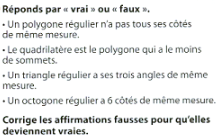 Réponds par « vrai » ou « faux ».
• Un polygone régulier n'a pas tous ses côtés
de même mesure.
• Le quadrilatère est le polygone qui a le moins
de sommets.
• Un triangle régulier a ses trois angles de même
mesure.
• Un octogone régulier a 6 côtés de même mesure.
Corrige les affirmations fausses pour qu'elles
deviennent vraies.